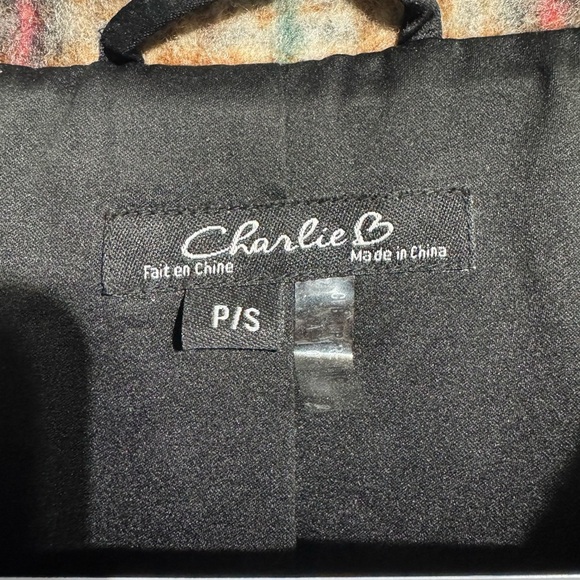 Charlie B
Fait en Chine
Made in China
P/S